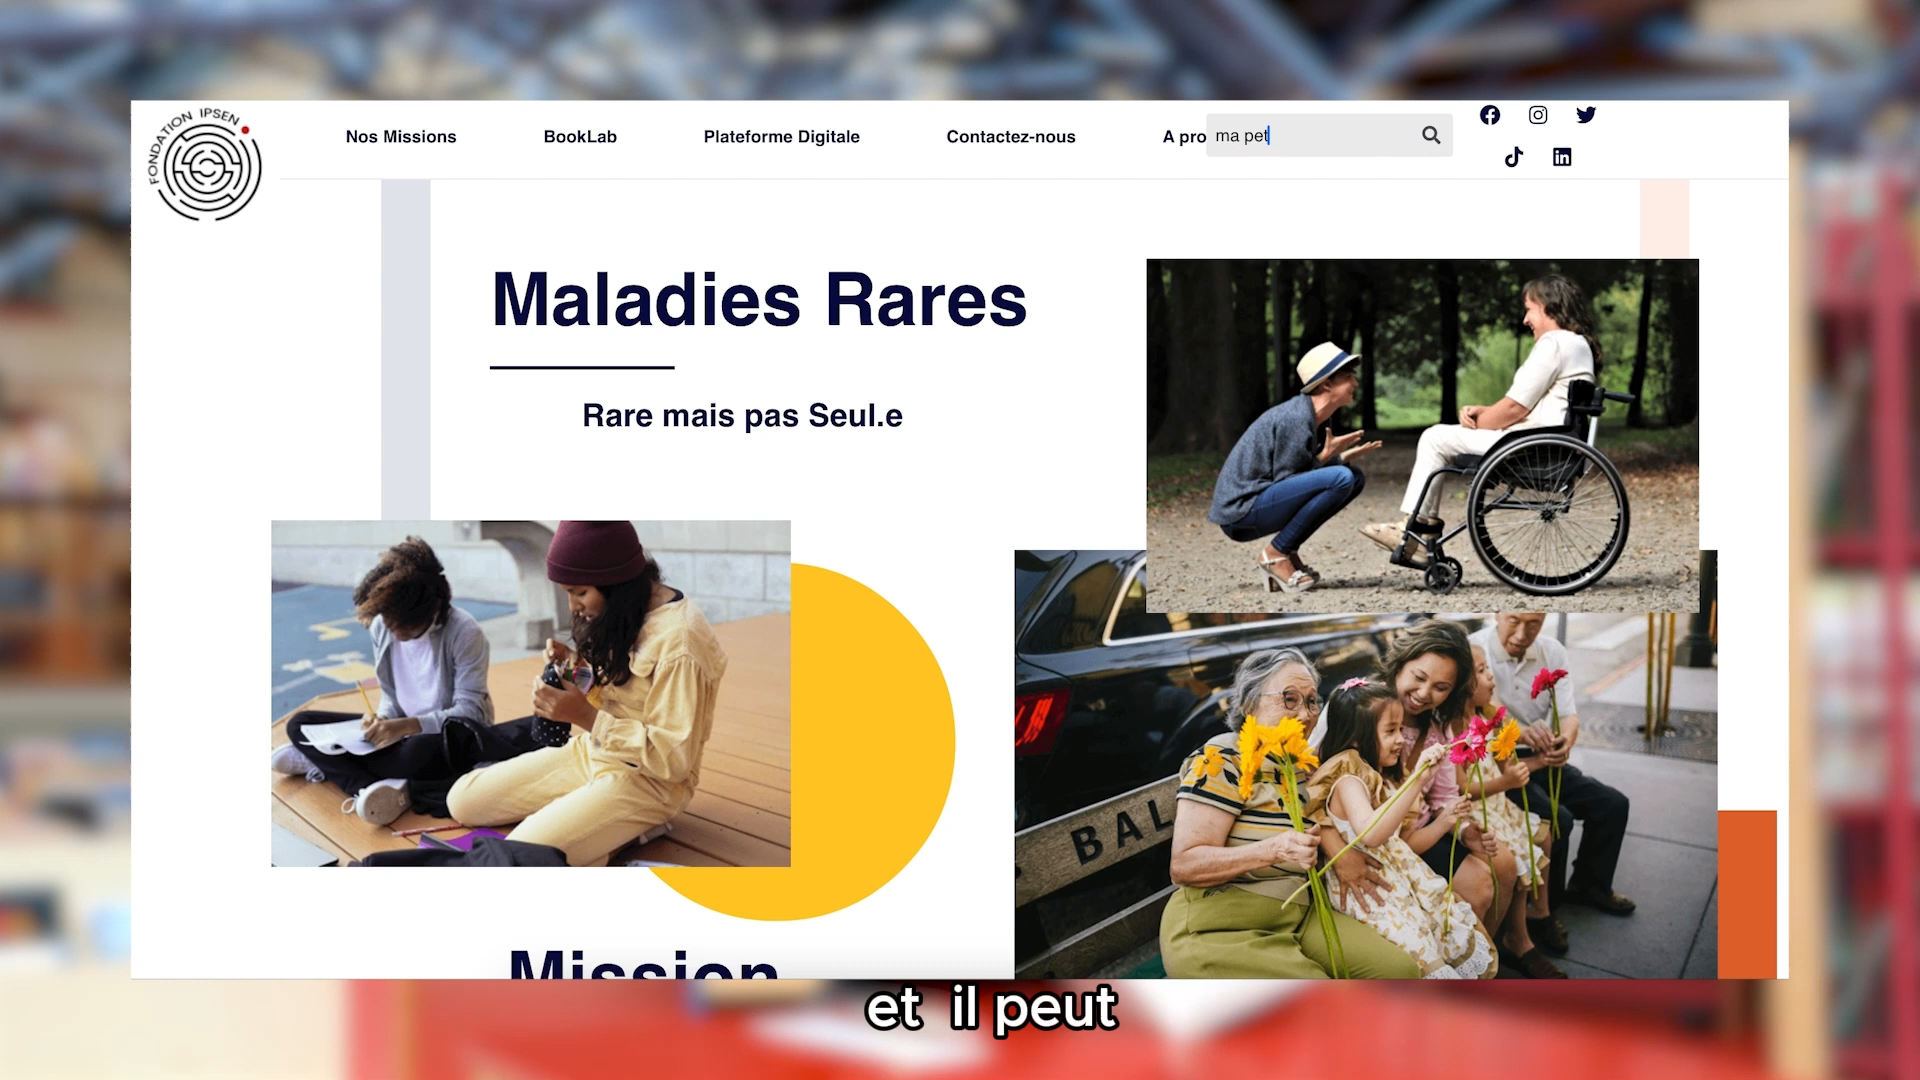 FONDATION IPSEN
Nos Missions
BookLab
Plateforme Digitale
Contactez-nous
A pro
ma pet
Maladies Rares
Rare mais pas Seul.e
BAL
Mission
et il peut